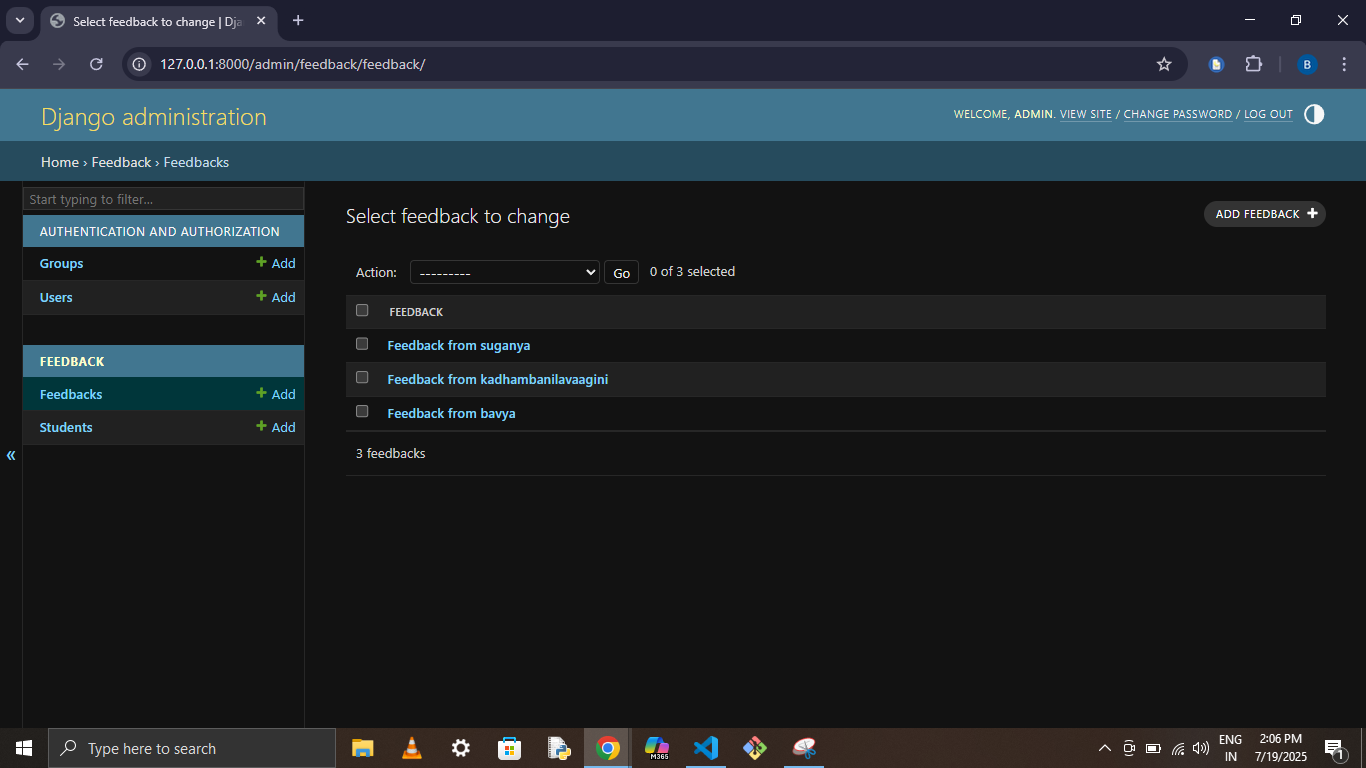 Select feedback to change | Dja
127.0.0.1:8000/admin/feedback/feedback/
B
Django administration
WELCOME, ADMIN. VIEW SITE / CHANGE PASSWORD / LOG OUT
Home › Feedback › Feedbacks
Start typing to filter...
AUTHENTICATION AND AUTHORIZATION
Groups + Add
Users + Add
FEEDBACK
Feedbacks + Add
Students + Add
«
Select feedback to change
ADD FEEDBACK +
Action: --------- Go 0 of 3 selected
FEEDBACK
Feedback from suganya
Feedback from kadhambanilavaagini
Feedback from bavya
3 feedbacks
Type here to search
M365
ENG
IN
2:06 PM
7/19/2025
1